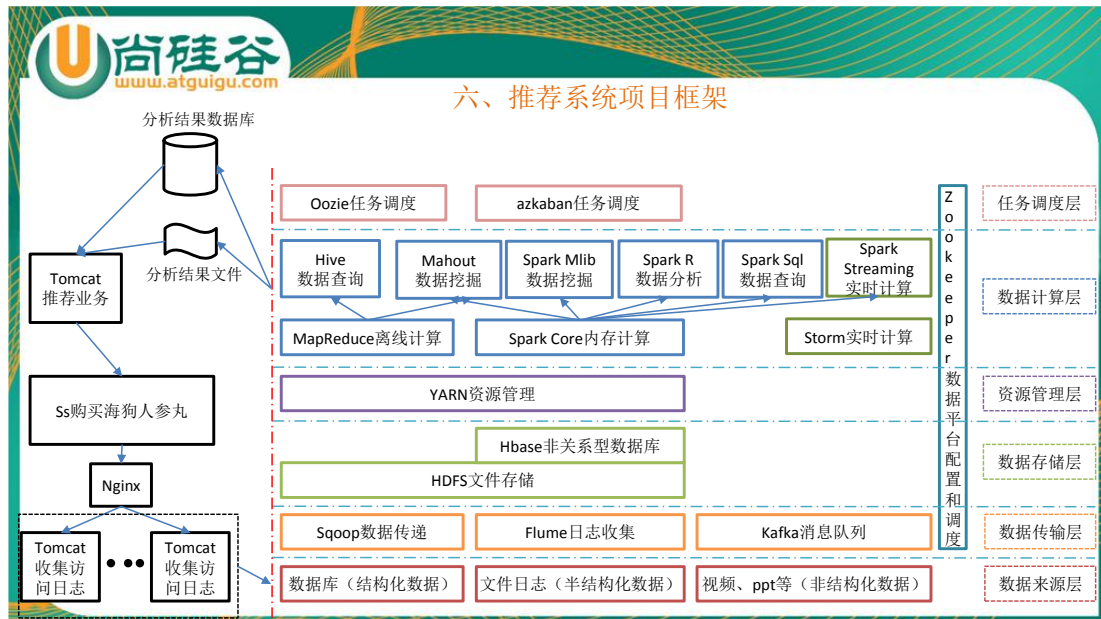 尚硅谷
www.atguigu.com
六、推荐系统项目框架
分析结果数据库
分析结果文件
Tomcat
推荐业务
Ss购买海狗人参丸
Nginx
Tomcat
收集访
问日志
Tomcat
收集访
问日志
Oozie任务调度
azkaban任务调度
任务调度层
Hive
数据查询
Mahout
数据挖掘
Spark Mlib
数据挖掘
Spark R
数据分析
Spark Sql
数据查询
Spark
Streaming
实时计算
数据计算层
MapReduce离线计算
Spark Core内存计算
Storm实时计算
YARN资源管理
资源管理层
Hbase非关系型数据库
HDFS文件存储
数据存储层
Sqoop数据传递
Flume日志收集
Kafka消息队列
数据传输层
数据库（结构化数据）
文件日志（半结构化数据）
视频、ppt等（非结构化数据）
数据来源层
Zookeeper数据平台配置和调度